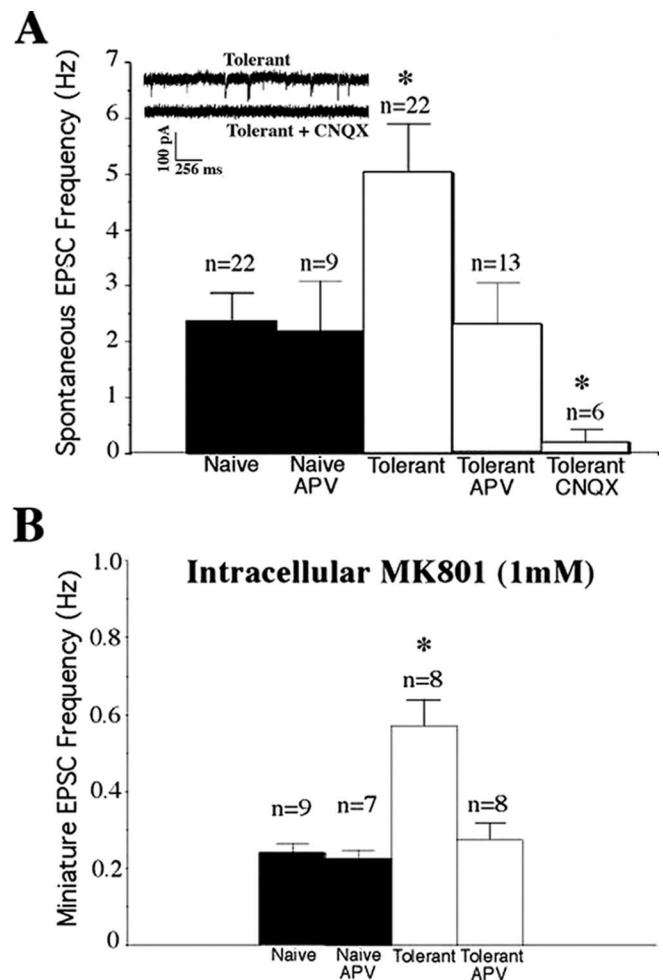 A
Spontaneous EPSC Frequency (Hz)
7
6
5
4
3
2
1
0
Tolerant
Tolerant + CNQX
100 pA
256 ms
n=22
n=9
*
n=22
n=13
*
n=6
Naive
Naive
APV
Tolerant
Tolerant
APV
Tolerant
CNQX
B
Intracellular MK801 (1mM)
Miniature EPSC Frequency (Hz)
1.0
0.8
0.6
0.4
0.2
0
n=9
n=7
*
n=8
n=8
Naive
Naive
APV
Tolerant
Tolerant
APV